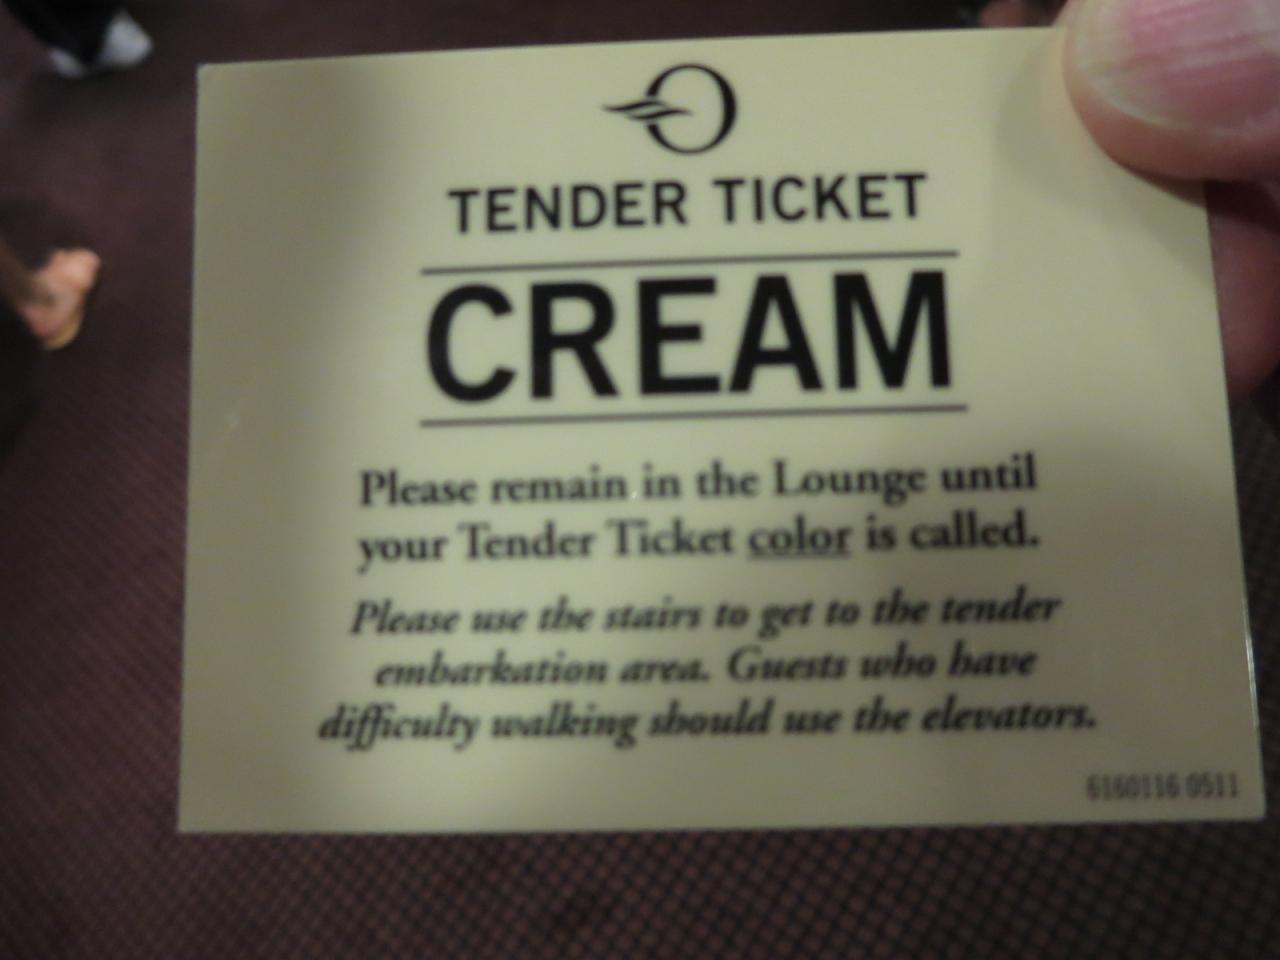 TENDER TICKET
CREAM
Please remain in the Lounge until
your Tender Ticket color is called.
Please use the stairs to get to the tender
embarkation area. Guests who have
difficulty walking should use the elevators.
6160116 0511